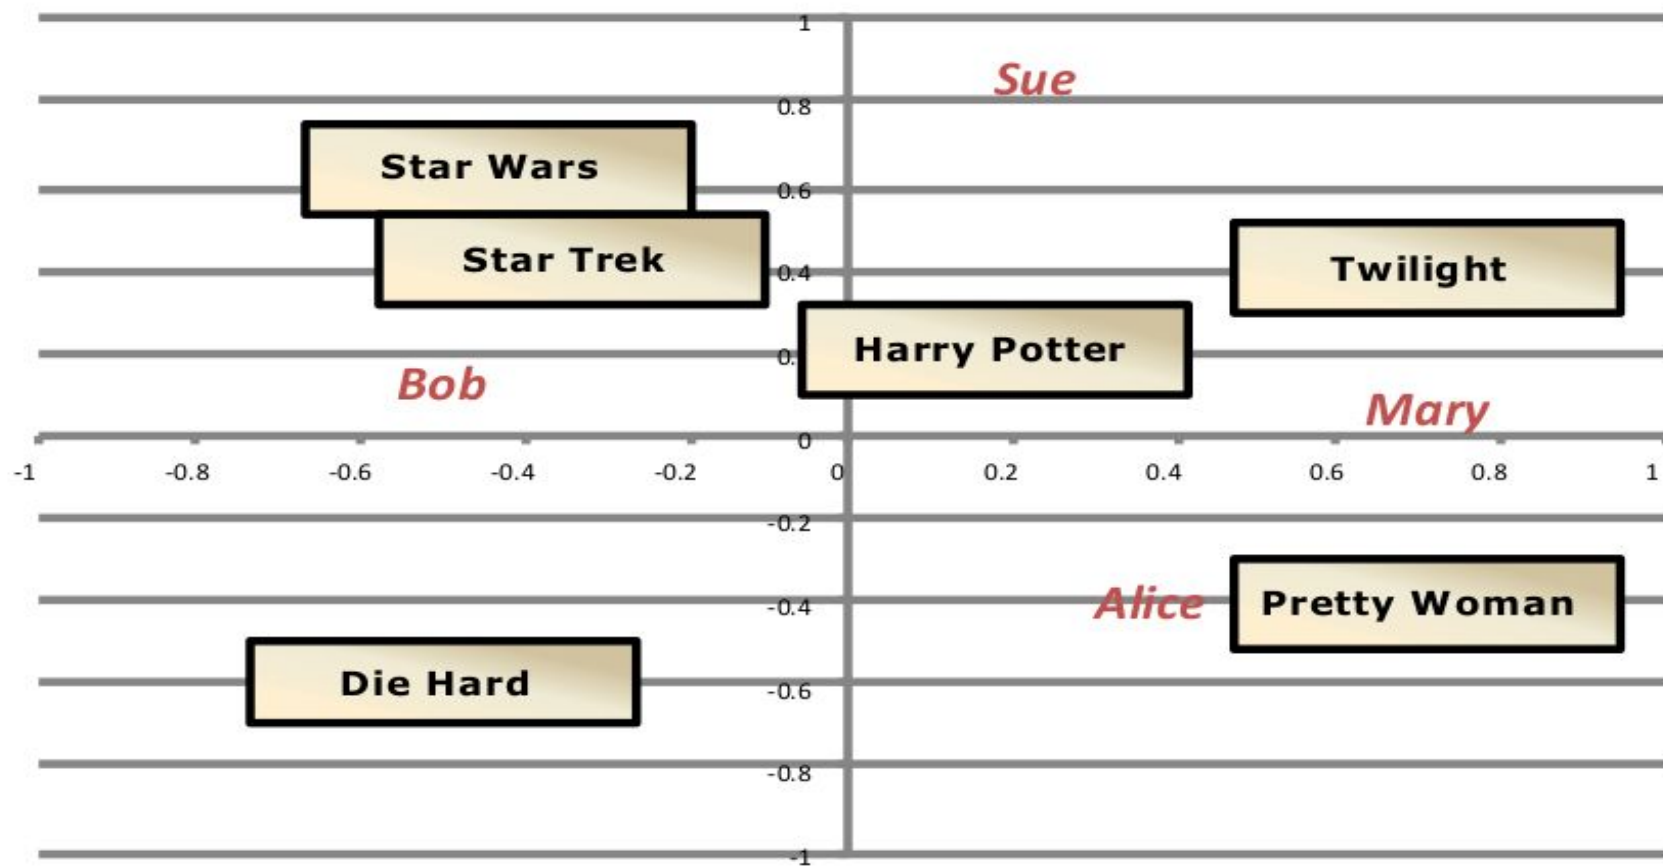 1
Sue
0.8
Star Wars
0.6
Star Trek
0.4
Twilight
Harry Potter
Bob
Mary
0
-1 -0.8 -0.6 -0.4 -0.2 0 0.2 0.4 0.6 0.8 1
-0.2
-0.4
Alice
Pretty Woman
Die Hard
-0.6
-0.8
-1